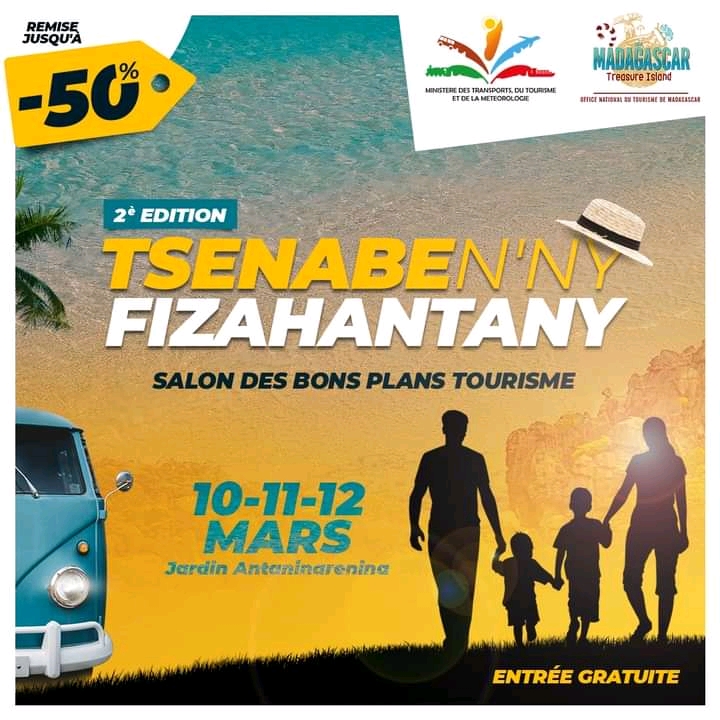 REMISE
JUSQU'À
-50%
MINISTERE DES TRANSPORTS, DU TOURISME
ET DE LA METEOROLOGIE
MADAGASCAR
Treasure Island
OFFICE NATIONAL DU TOURISME DE MADAGASCAR
2è EDITION
TSENABEN'NY
FIZAHANTANY
SALON DES BONS PLANS TOURISME
10-11-12
MARS
Jardin Antaninarenina
ENTRÉE GRATUITE